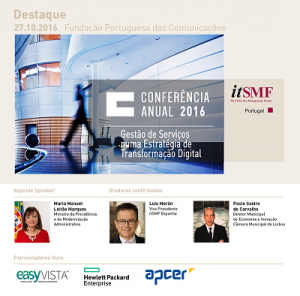 Destaque
27.10.2016 Fundação Portuguesa das Comunicações
CONFERÊNCIA
ANUAL 2016
Gestão de Serviços
numa Estratégia de
Transformação Digital
itSMF
Portugal
Keynote Speaker
Maria Manuel
Leitão Marques
Ministra da Presidência
e da Modernização
Administrativa
Oradores confirmados
Luis Morán
Vice Presidente
itSMF Espanha
Paulo Soeiro
de Carvalho
Diretor Municipal
de Economia e Inovação
Câmara Municipal de Lisboa
Patrocinadores Ouro
easyVISTA
Hewlett Packard
Enterprise
apcer